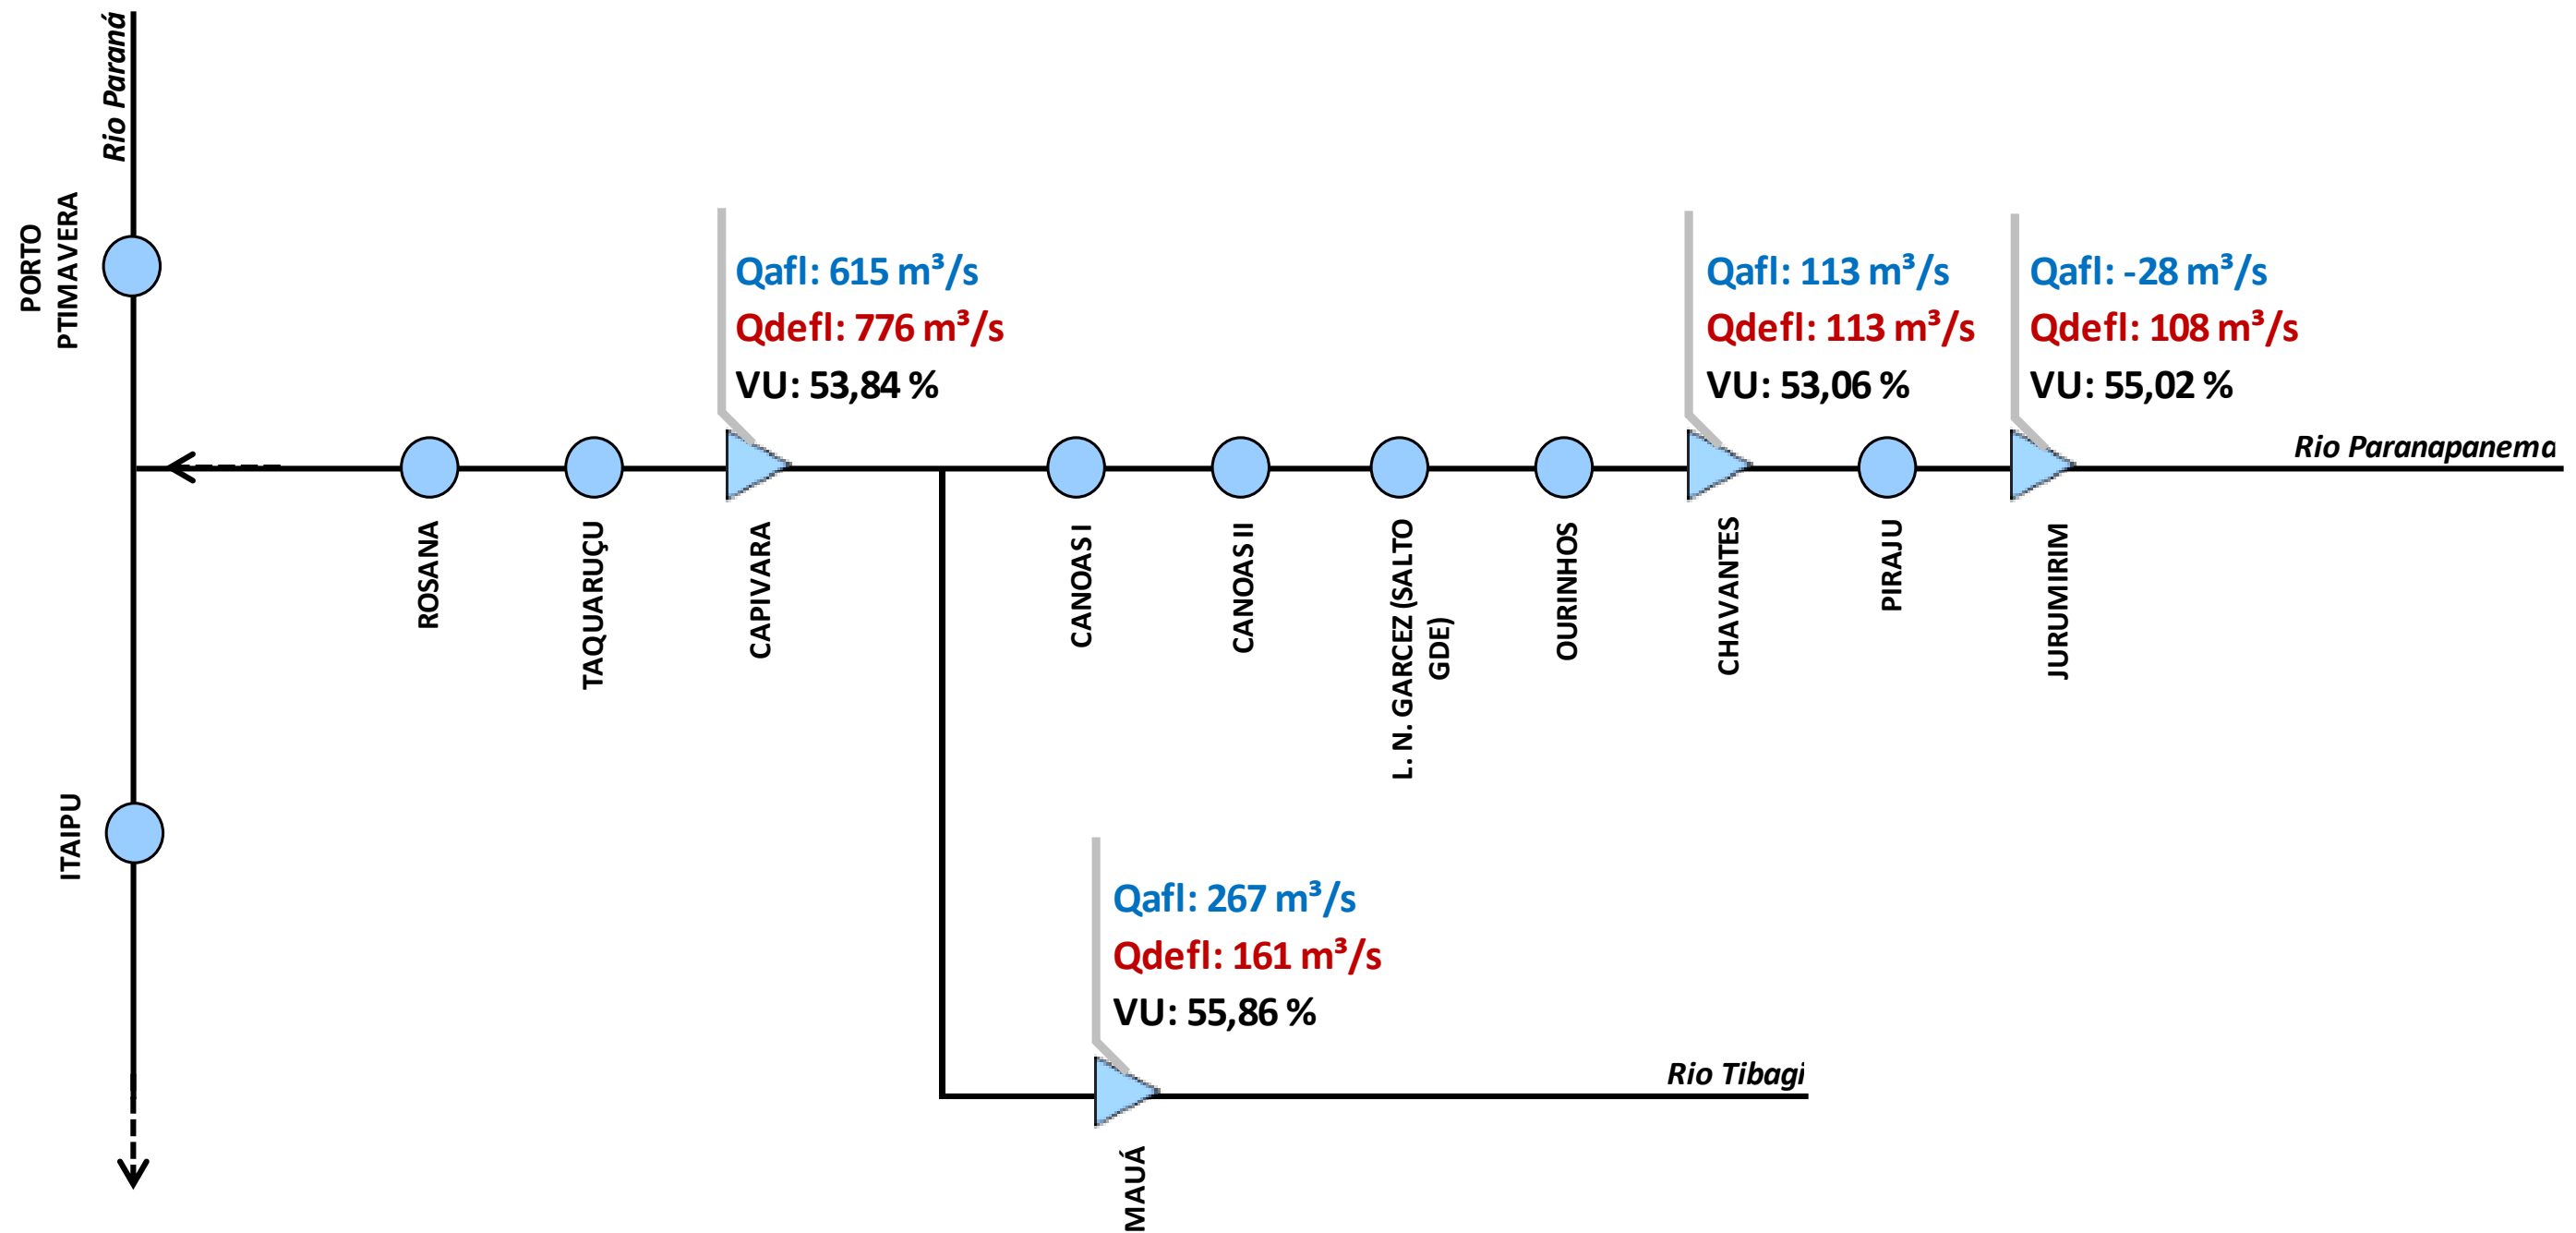 Rio Paraná
PORTO
PTIMAVERA
Qafl: 615 m³/s
Qdefl: 776 m³/s
VU: 53,84 %
Qafl: 113 m³/s
Qdefl: 113 m³/s
VU: 53,06 %
Qafl: -28 m³/s
Qdefl: 108 m³/s
VU: 55,02 %
Rio Paranapanema
ROSANA
TAQUARUÇU
CAPIVARA
CANOAS I
CANOAS II
L. N. GARCEZ (SALTO
GDE)
OURINHOS
CHAVANTES
PIRAJU
JURUMIRIM
ITAIPU
Qafl: 267 m³/s
Qdefl: 161 m³/s
VU: 55,86 %
Rio Tibagi
MAUÁ